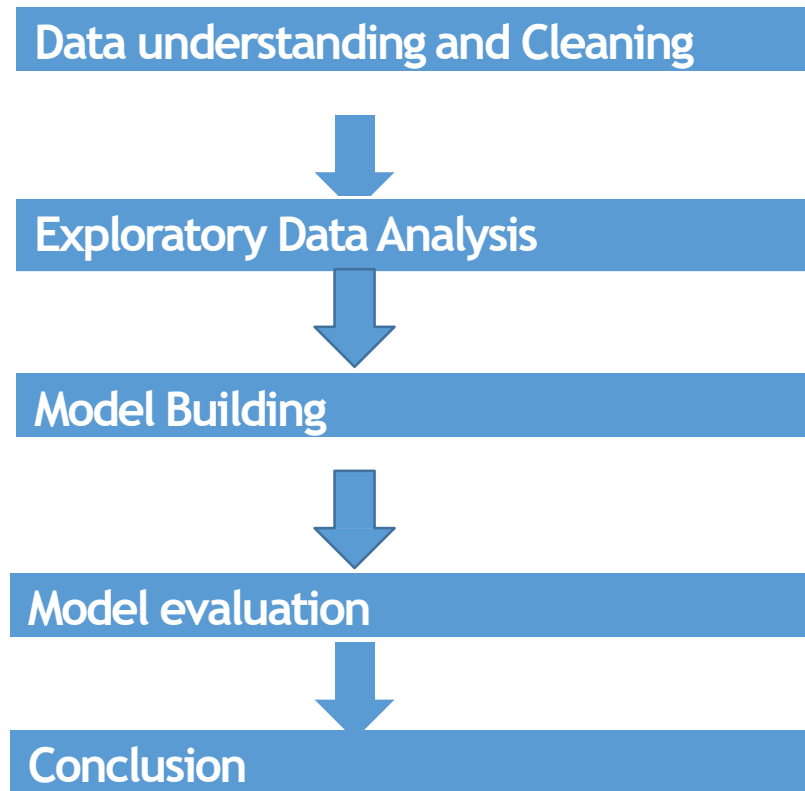 Data understanding and Cleaning
Exploratory Data Analysis
Model Building
Model evaluation
Conclusion